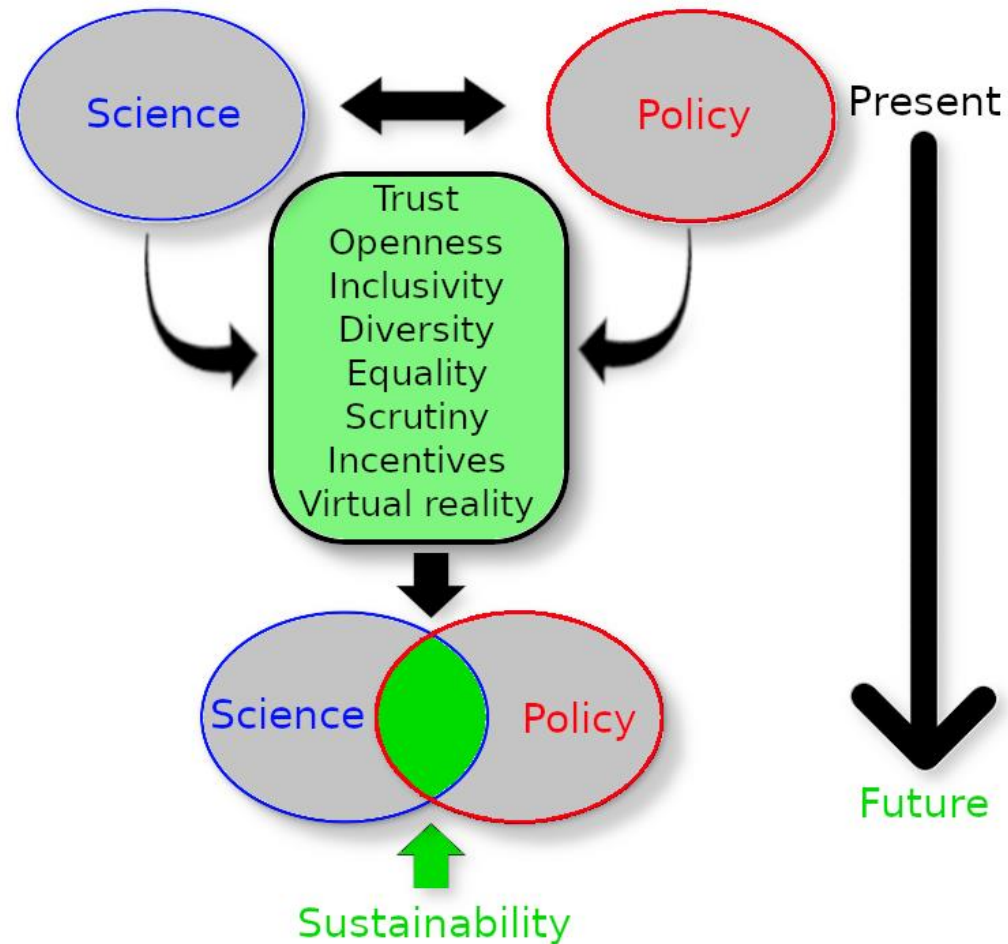 Science
Policy
Present
Trust
Openness
Inclusivity
Diversity
Equality
Scrutiny
Incentives
Virtual reality
Science
Policy
Future
Sustainability